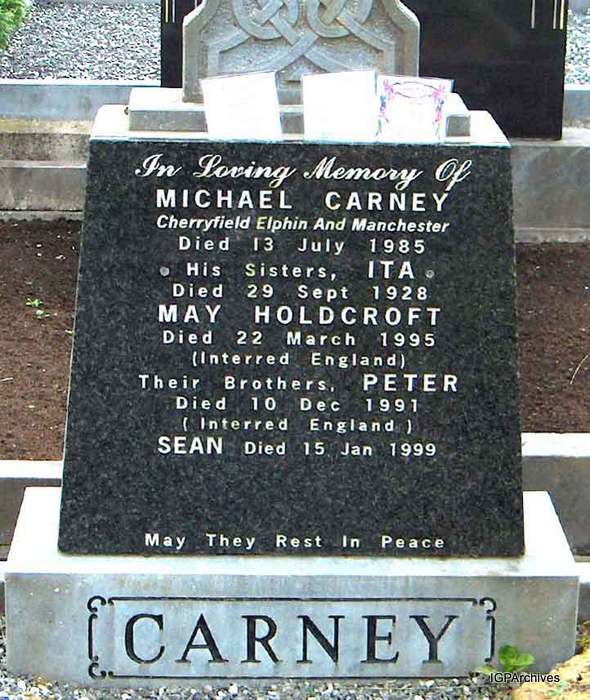 In Loving Memory Of
MICHAEL CARNEY
Cherryfield Elphin And Manchester
Died 13 July 1985
His Sisters, ITA
Died 29 Sept 1928
MAY HOLDCROFT
Died 22 March 1995
(Interred England)
Their Brothers, PETER
Died 10 Dec 1991
( Interred England )
SEAN Died 15 Jan 1999
May They Rest In Peace
CARNEY
IGPArchives